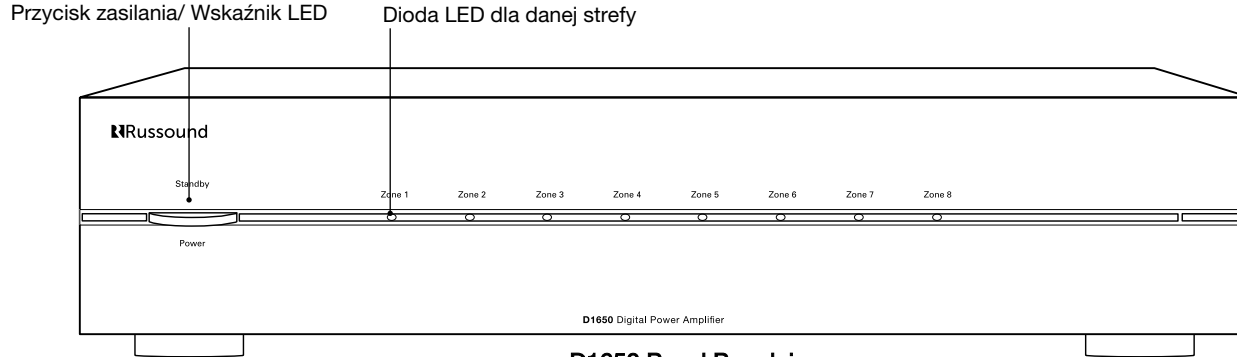 Przycisk zasilania/ Wskaźnik LED
Dioda LED dla danej strefy
Russound
Standby
Zone 1 Zone 2 Zone 3 Zone 4 Zone 5 Zone 6 Zone 7 Zone 8
Power
D1650 Digital Power Amplifier